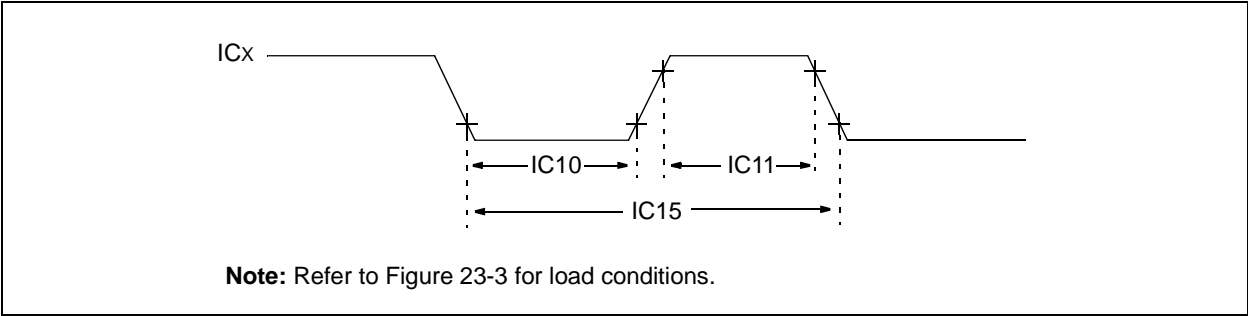 ICX
IC10
IC11
IC15
Note: Refer to Figure 23-3 for load conditions.